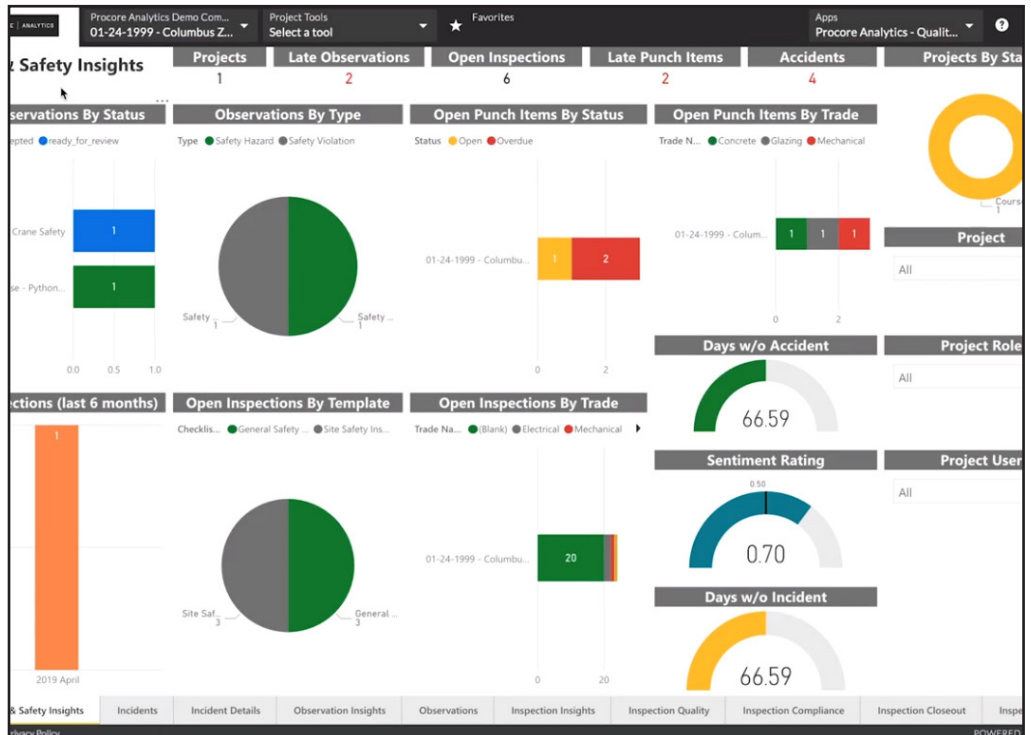 ANALYTICS
Procore Analytics Demo Com...
01-24-1999 - Columbus Z...
Project Tools
Select a tool
Favorites
Apps
Procore Analytics - Qualit...
?
& Safety Insights
Projects
1
Late Observations
2
Open Inspections
6
Late Punch Items
2
Accidents
4
Projects By Sta
...
servations By Status
epted ready_for_review
Crane Safety
1
se - Python...
1
0.0 0.5 1.0
Observations By Type
Type Safety Hazard Safety Violation
Safety ...
1
Safety ...
1
Open Punch Items By Status
Status Open Overdue
01-24-1999 - Columbu...
1 2
0 2
Open Punch Items By Trade
Trade N... Concrete Glazing Mechanical
01-24-1999 - Colum...
1 1 1
0 2
Cours
1
Project
All
Days w/o Accident
66.59
Project Role
All
ections (last 6 months)
1
2019 April
Open Inspections By Template
Checklis... General Safety ... Site Safety Ins...
Site Saf...
3
General ...
3
Open Inspections By Trade
Trade Na... (Blank) Electrical Mechanical
01-24-1999 - Columbu...
20
0 20
Sentiment Rating
0.50
0.70
Project User
All
Days w/o Incident
66.59
& Safety Insights
Incidents
Incident Details
Observation Insights
Observations
Inspection Insights
Inspection Quality
Inspection Compliance
Inspection Closeout
Inspe
rivacy Policy
POWERED